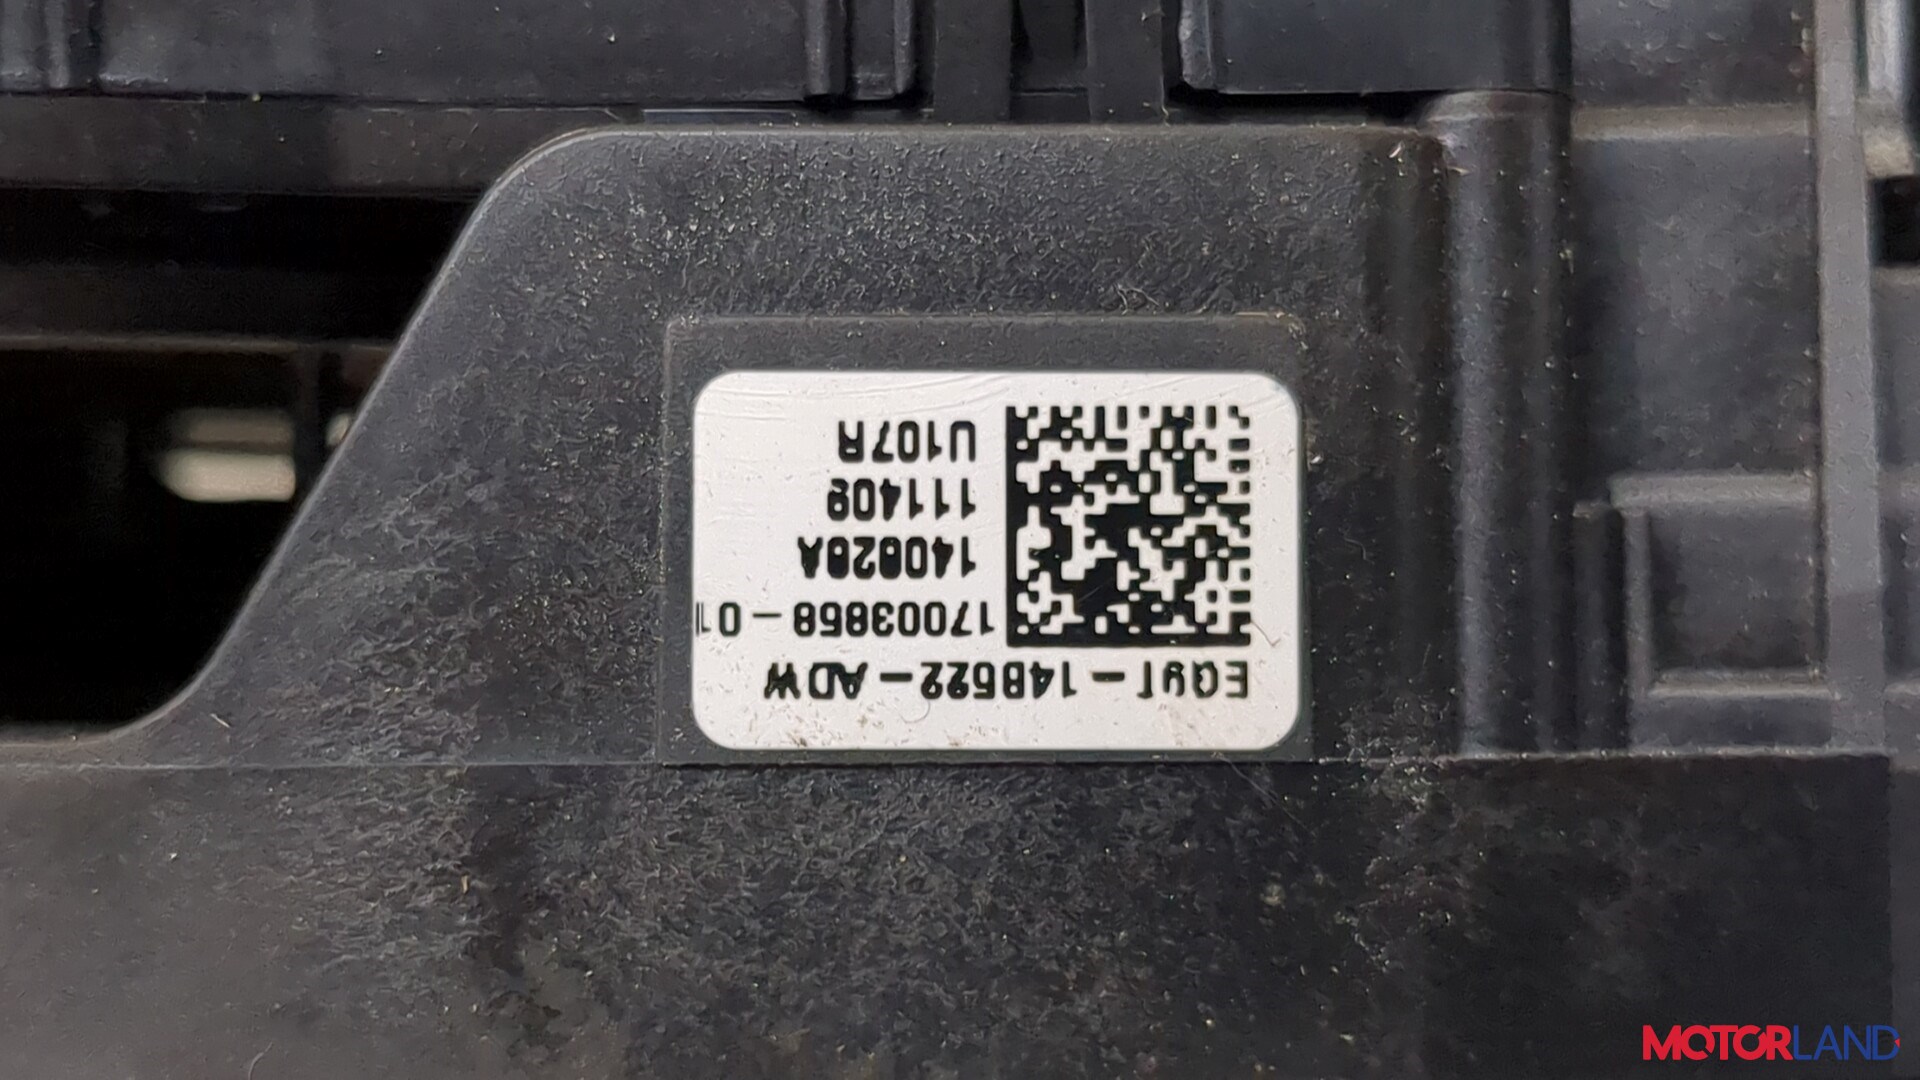 EG9T-14B522-ADW
17003868-01
140828A
111409
U107R
MOTORLAND